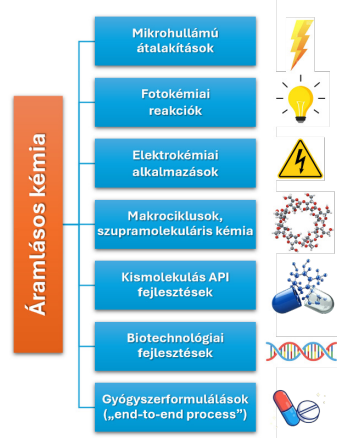 Áramlásos kémia
Mikrohullámú
átalakítások
Fotokémiai
reakciók
Elektrokémiai
alkalmazások
Makrociklusok,
szupramolekuláris kémia
Kismolekulás API
fejlesztések
Biotechnológiai
fejlesztések
Gyógyszerformulálások
(„end-to-end process”)